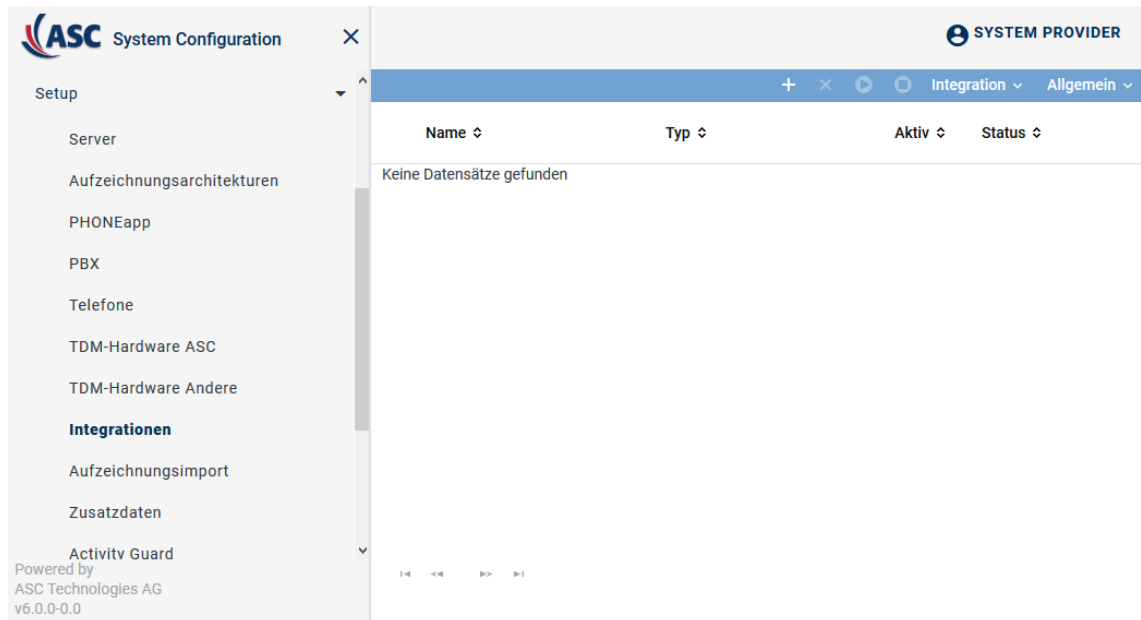 ASC System Configuration
SYSTEM PROVIDER
Setup
Integration Allgemein
Server
Name Typ Aktiv Status
Keine Datensätze gefunden
Aufzeichnungsarchitekturen
PHONEapp
PBX
Telefone
TDM-Hardware ASC
TDM-Hardware Andere
Integrationen
Aufzeichnungsimport
Zusatzdaten
Activity Guard
Powered by
ASC Technologies AG
v6.0.0-0.0